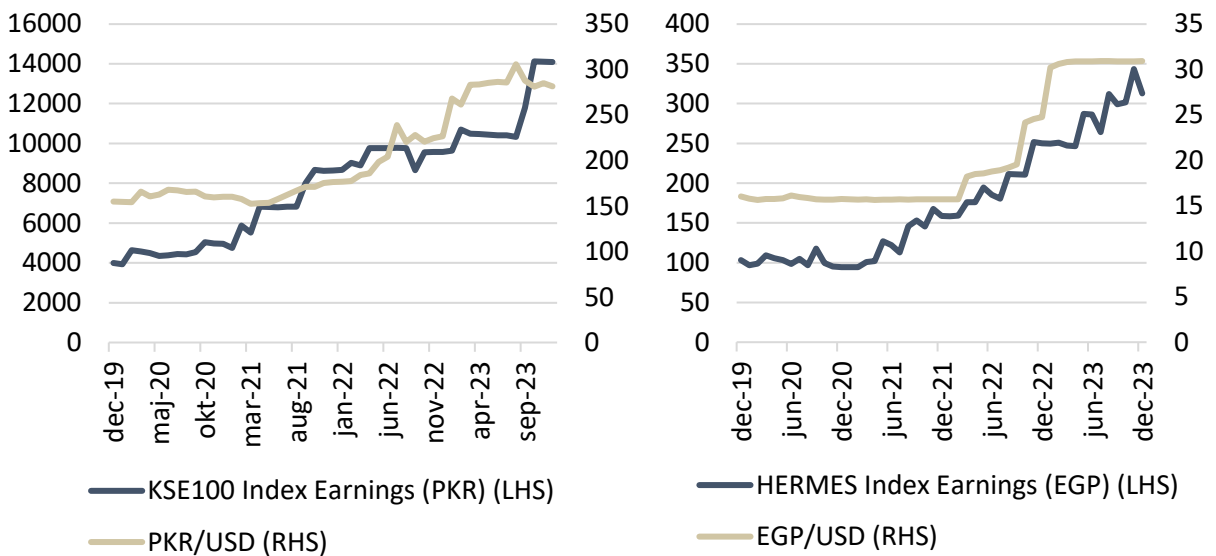 16000
14000
12000
10000
8000
6000
4000
2000
0
350
300
250
200
150
100
50
0
dec-19
maj-20
okt-20
mar-21
aug-21
jan-22
jun-22
nov-22
apr-23
sep-23
KSE100 Index Earnings (PKR) (LHS)
PKR/USD (RHS)
400
350
300
250
200
150
100
50
0
35
30
25
20
15
10
5
0
dec-19
jun-20
dec-20
jun-21
dec-21
jun-22
dec-22
jun-23
dec-23
HERMES Index Earnings (EGP) (LHS)
EGP/USD (RHS)